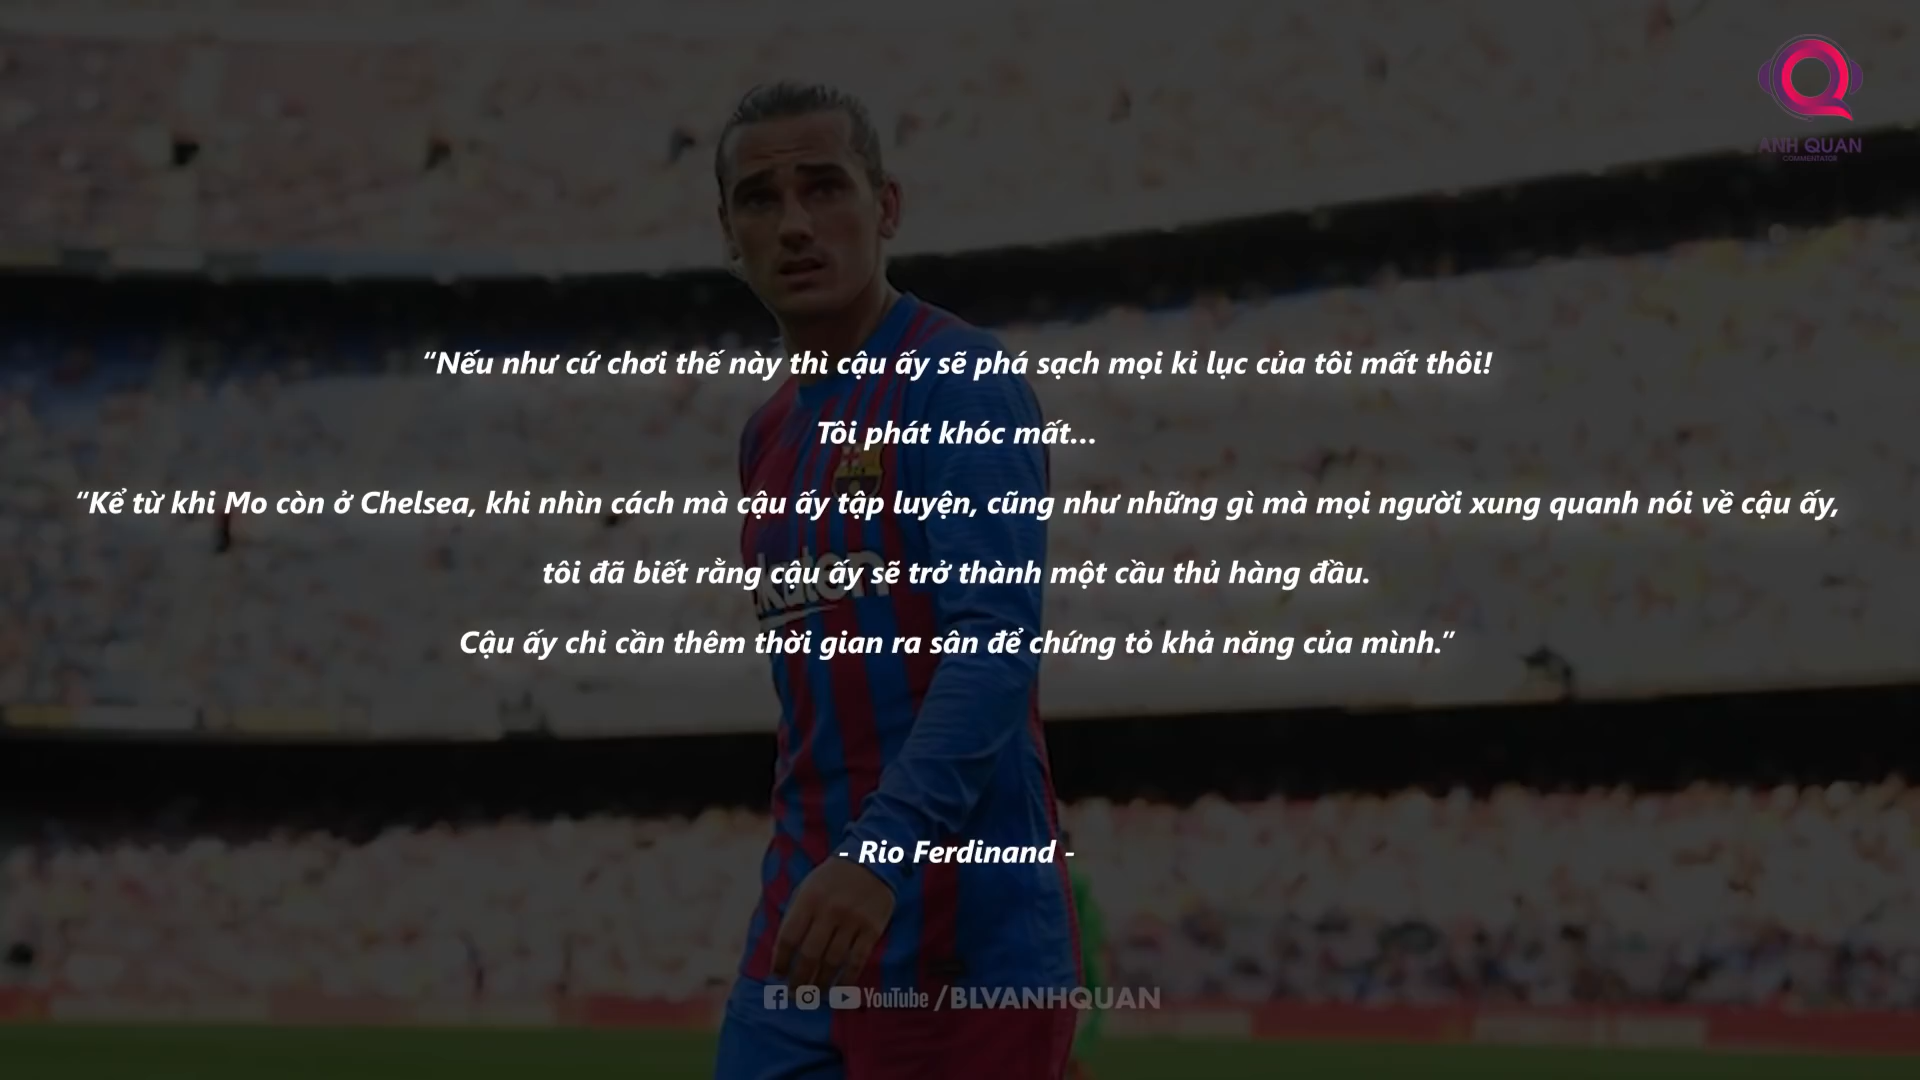 ANH QUAN
COMMENTATOR
“Nếu như cứ chơi thế này thì cậu ấy sẽ phá sạch mọi kỉ lục của tôi mất thôi!
Tôi phát khóc mất...
“Kể từ khi Mo còn ở Chelsea, khi nhìn cách mà cậu ấy tập luyện, cũng như những gì mà mọi người xung quanh nói về cậu ấy,
tôi đã biết rằng cậu ấy sẽ trở thành một cầu thủ hàng đầu.
Cậu ấy chỉ cần thêm thời gian ra sân để chứng tỏ khả năng của mình.”
- Rio Ferdinand -
YouTube /BLVANHQUAN